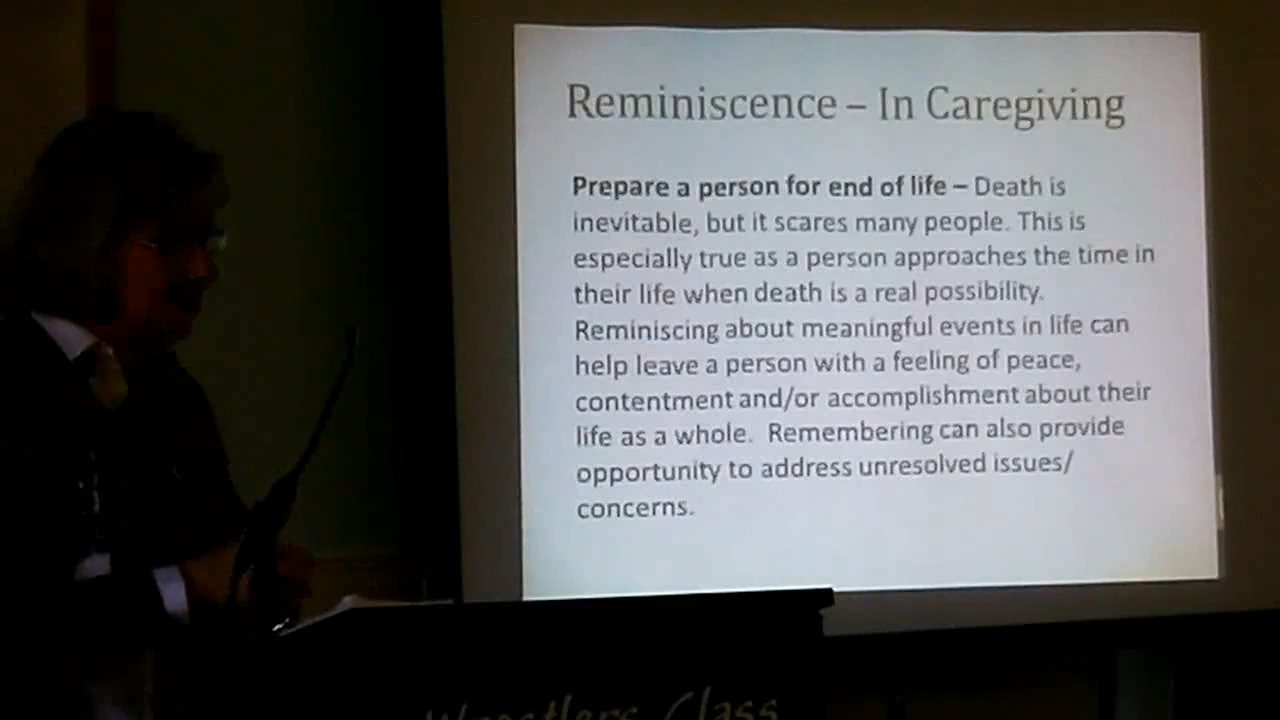 Reminiscence – In Caregiving
Prepare a person for end of life – Death is
inevitable, but it scares many people. This is
especially true as a person approaches the time in
their life when death is a real possibility.
Reminiscing about meaningful events in life can
help leave a person with a feeling of peace,
contentment and/or accomplishment about their
life as a whole. Remembering can also provide
opportunity to address unresolved issues/
concerns.
Wrestlers Class